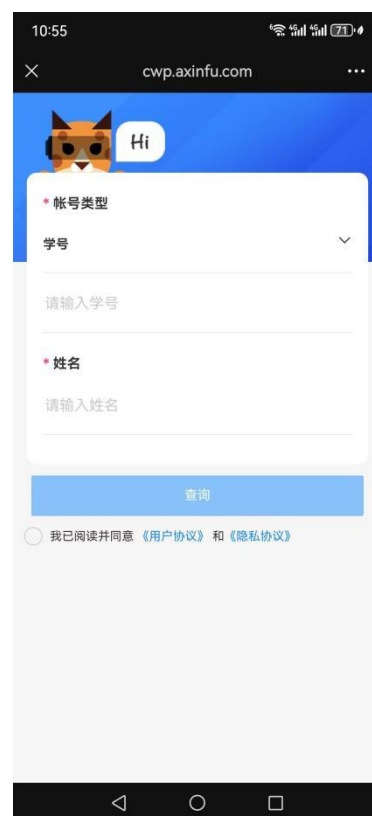 10:55
71
cwp.axinfu.com
Hi
* 帐号类型
学号
请输入学号
* 姓名
请输入姓名
查询
我已阅读并同意 《用户协议》 和 《隐私协议》